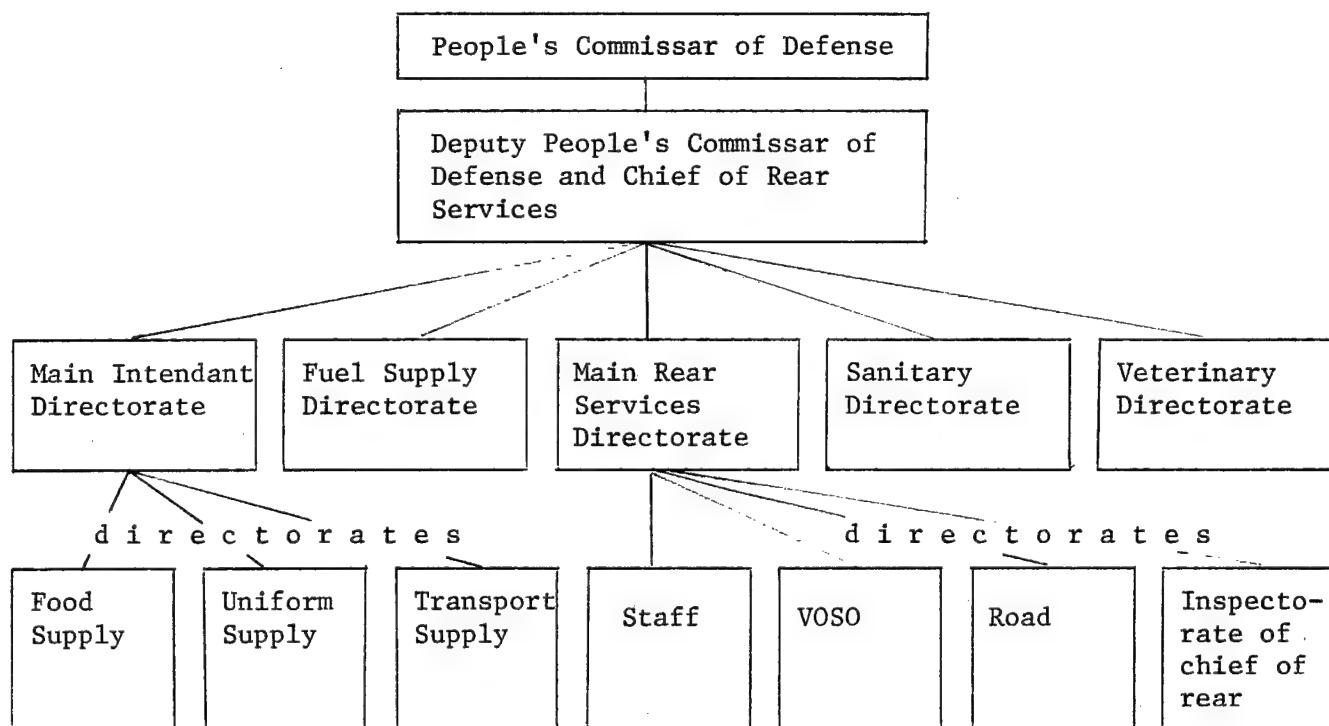 People's Commissar of Defense
Deputy People's Commissar of
Defense and Chief of Rear
Services
Main Intendant
Directorate
Fuel Supply
Directorate
Main Rear
Services
Directorate
Sanitary
Directorate
Veterinary
Directorate
directorates
directorates
Food
Supply
Uniform
Supply
Transport
Supply
Staff
VOSO
Road
Inspecto-
rate of
chief of
rear